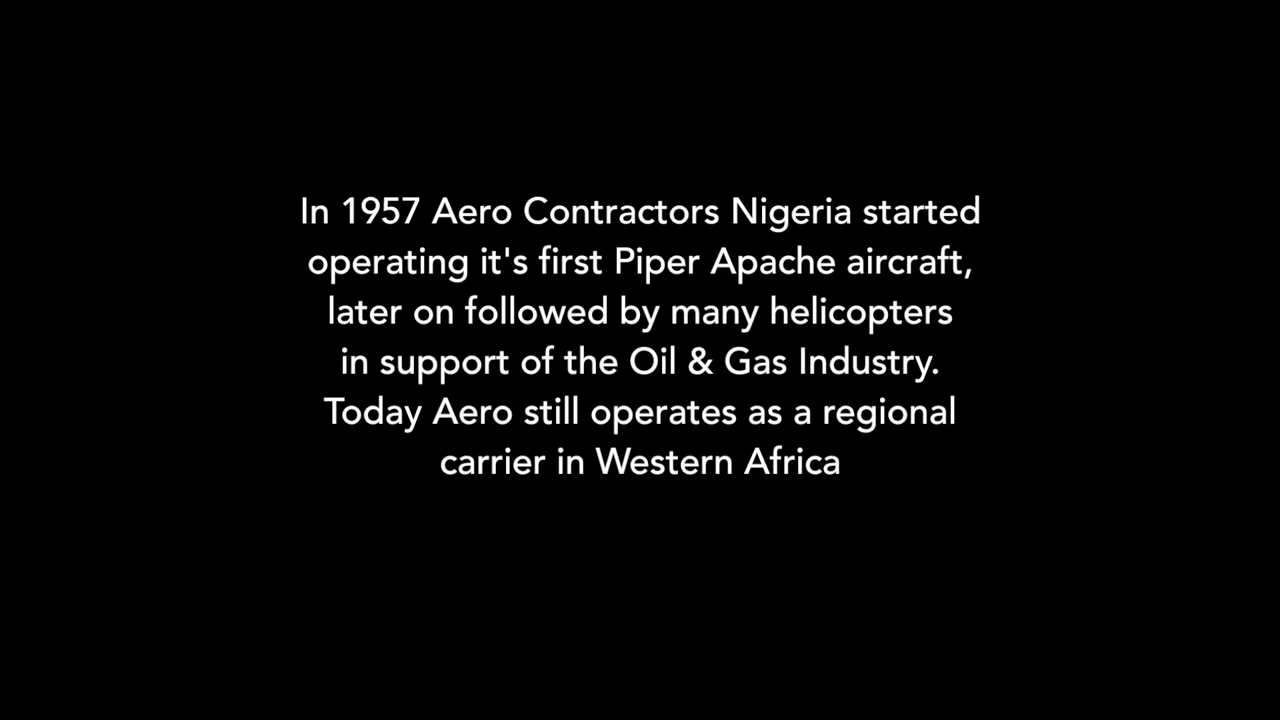 In 1957 Aero Contractors Nigeria started
operating it's first Piper Apache aircraft,
later on followed by many helicopters
in support of the Oil & Gas Industry.
Today Aero still operates as a regional
carrier in Western Africa